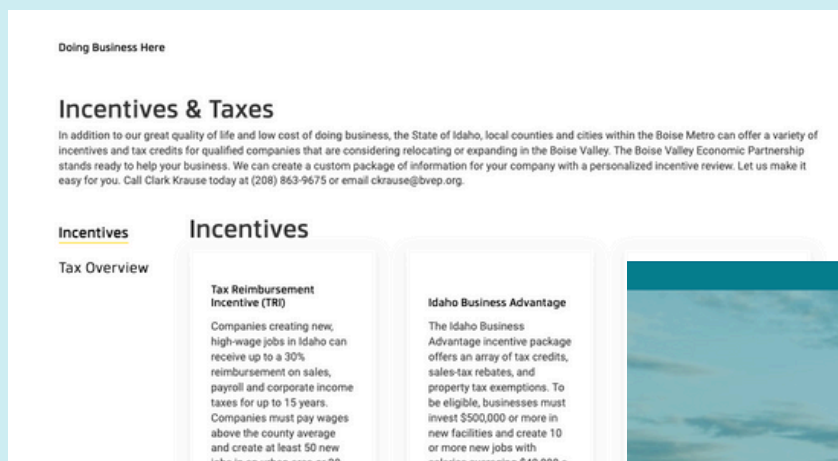 Doing Business Here
Incentives & Taxes
In addition to our great quality of life and low cost of doing business, the State of Idaho, local counties and cities within the Boise Metro can offer a variety of
incentives and tax credits for qualified companies that are considering relocating or expanding in the Boise Valley. The Boise Valley Economic Partnership
stands ready to help your business. We can create a custom package of information for your company with a personalized incentive review. Let us make it
easy for you. Call Clark Krause today at (208) 863-9675 or email ckrause@bvep.org.
Incentives
Tax Overview
Incentives
Tax Reimbursement
Incentive (TRI)
Companies creating new,
high-wage jobs in Idaho can
receive up to a 30%
reimbursement on sales,
payroll and corporate income
taxes for up to 15 years.
Companies must pay wages
above the county average
and create at least 50 new
Idaho Business Advantage
The Idaho Business
Advantage incentive package
offers an array of tax credits,
sales-tax rebates, and
property tax exemptions. To
be eligible, businesses must
invest $500,000 or more in
new facilities and create 10
or more new jobs with